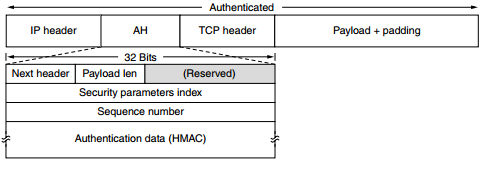 Authenticated
IP header AH TCP header Payload + padding
32 Bits
Next header Payload len (Reserved)
Security parameters index
Sequence number
Authentication data (HMAC)